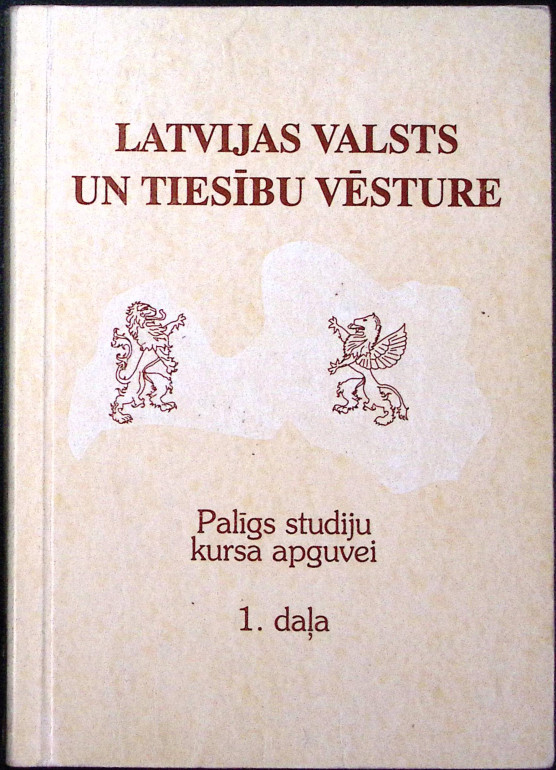 LATVIJAS VALSTS
UN TIESĪBU VĒSTURE
Palīgs studiju
kursa apguvei
1. daļa